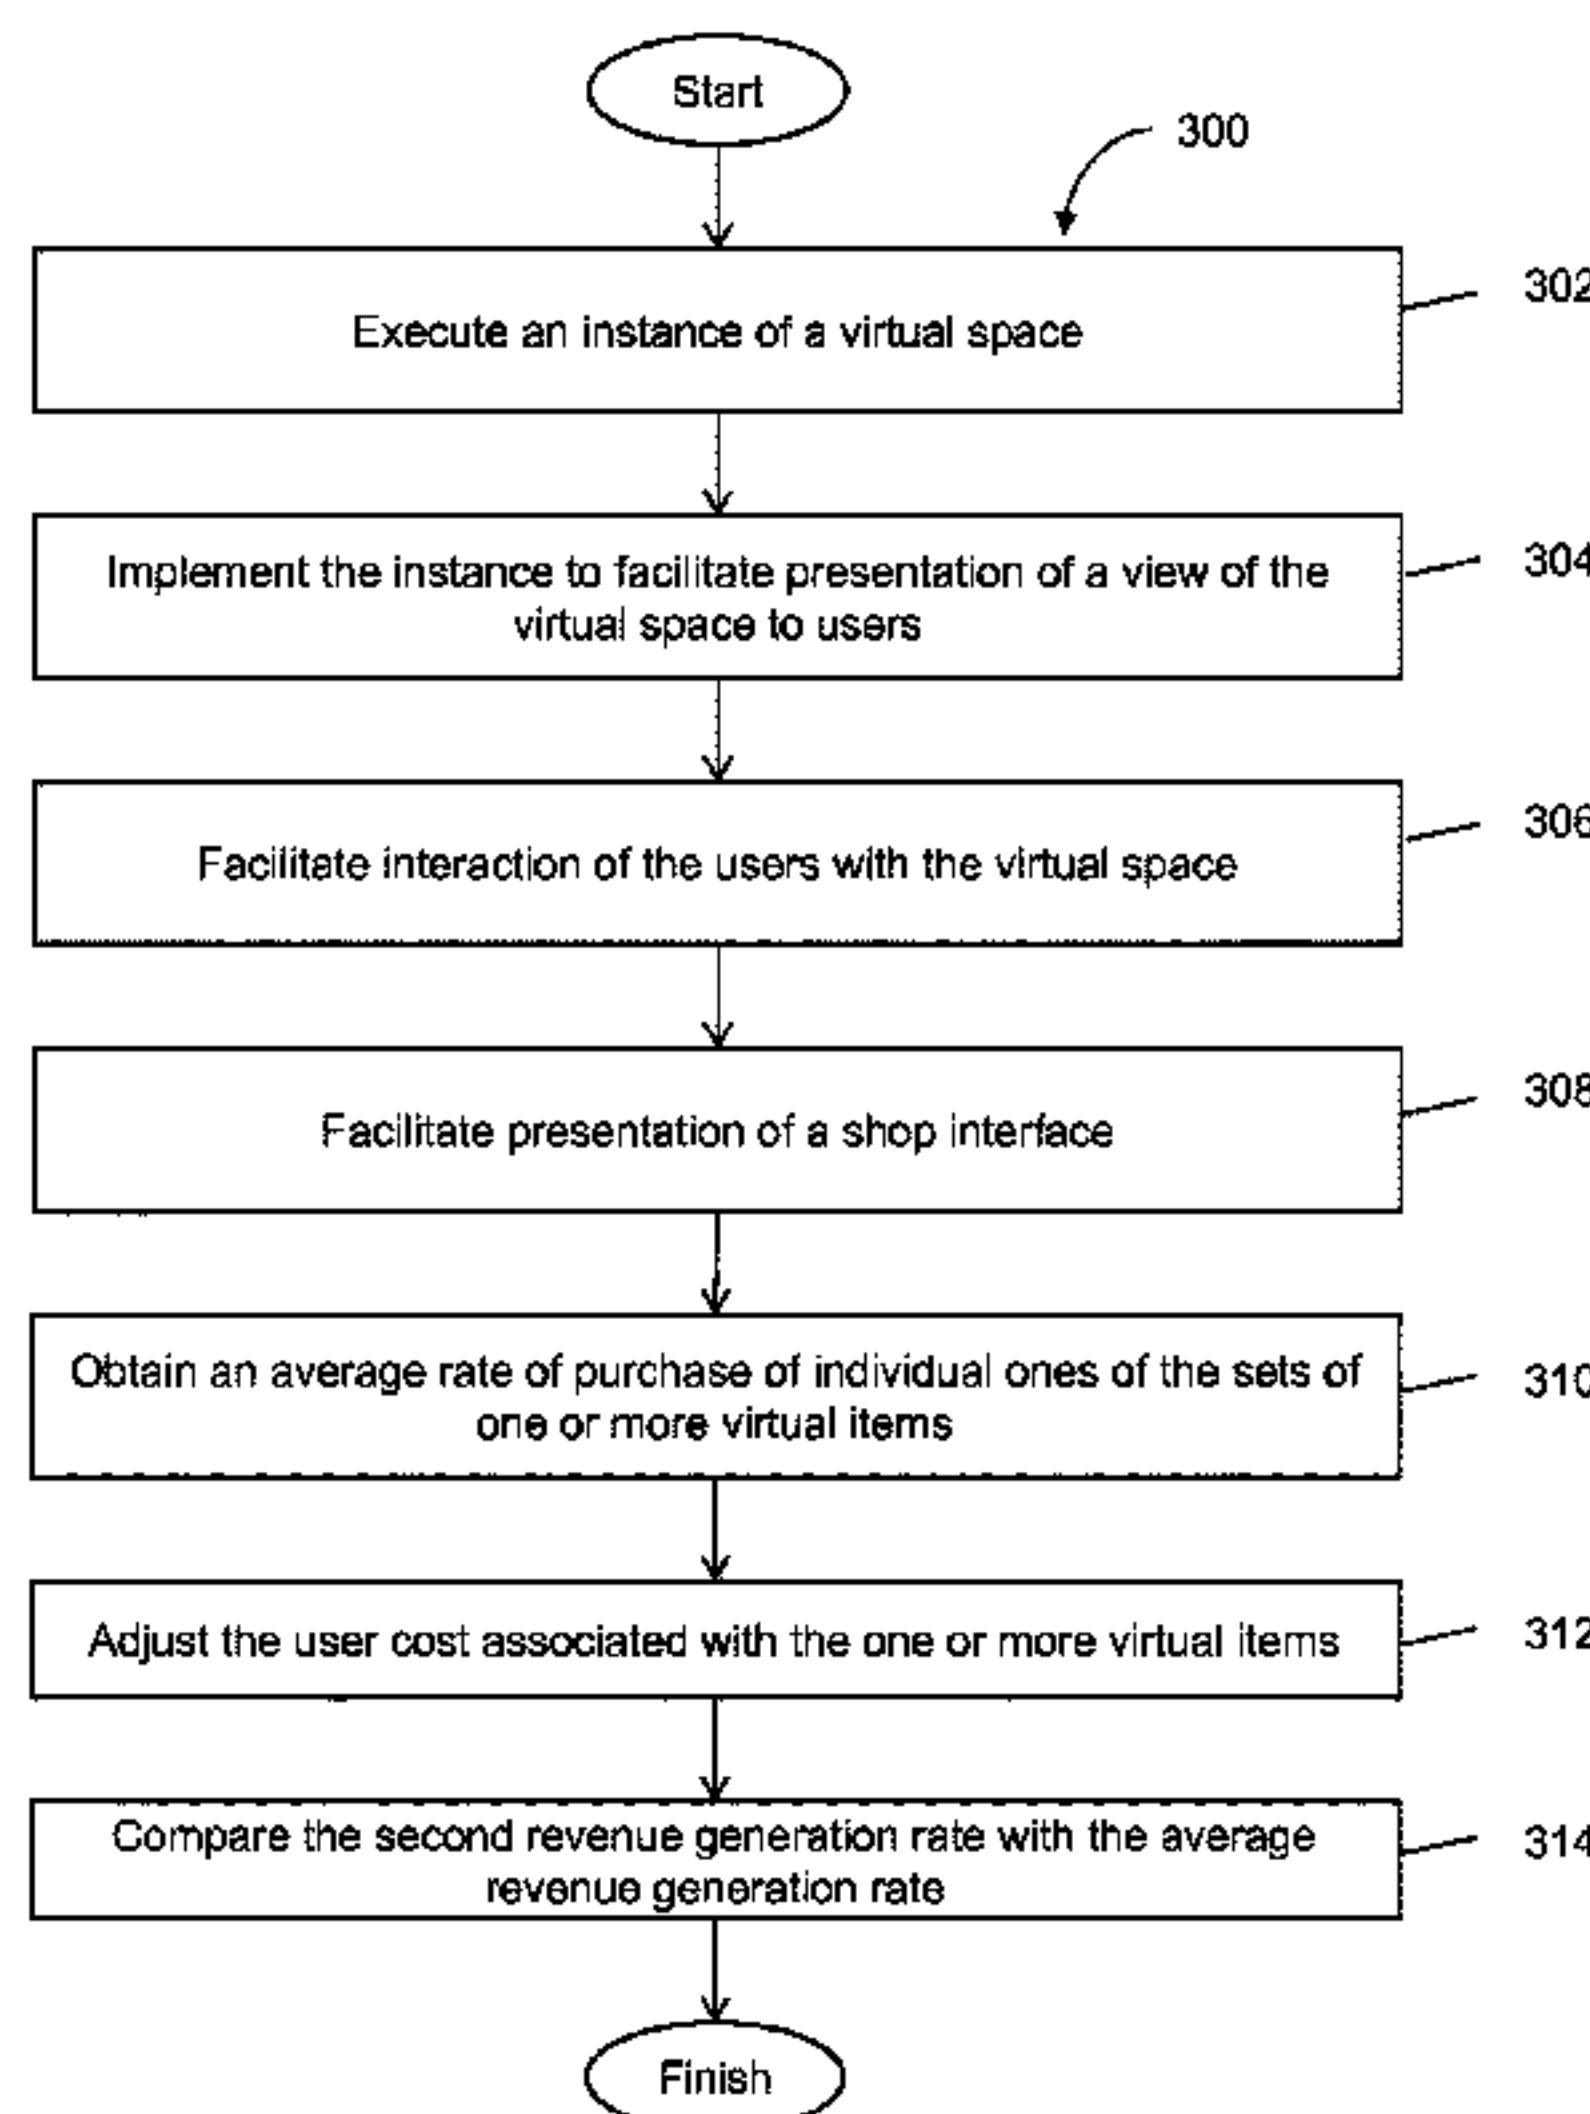 Start
300
Execute an instance of a virtual space
302
Implement the instance to facilitate presentation of a view of the
virtual space to users
304
Facilitate interaction of the users with the virtual space
306
Facilitate presentation of a shop interface
308
Obtain an average rate of purchase of individual ones of the sets of
one or more virtual items
310
Adjust the user cost associated with the one or more virtual items
312
Compare the second revenue generation rate with the average
revenue generation rate
314
Finish